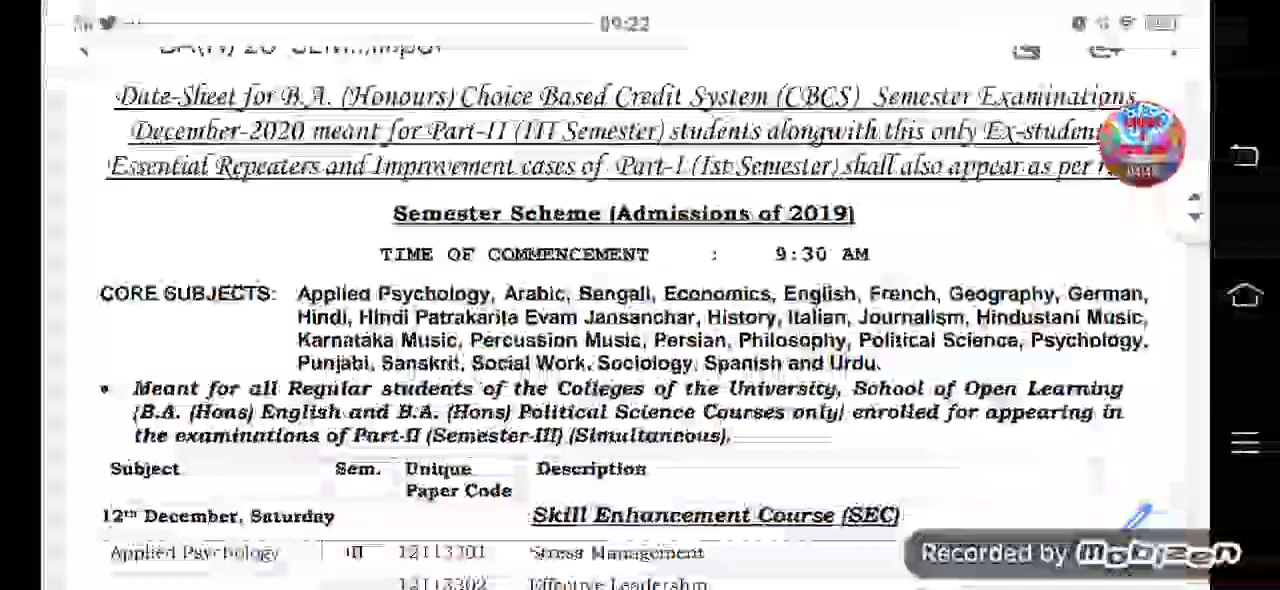 09:22
Date-Sheet for B.A. (Honours) Choice Based Credit System (CBCS) Semester Examinations
December-2020 meant for Part-II (III Semester) students alongwith this only Ex-studen
Essential Repeaters and Improvement cases of Part-I (Ist Semester) shall also appear as per
Semester Scheme (Admissions of 2019)
TIME OF COMMENCEMENT : 9:30 AM
CORE SUBJECTS: Applied Psychology, Arabic, Bengali, Economics, English, French, Geography, German,
Hindi, Hindi Patrakarita Evam Jansanchar, History, Italian, Journalism, Hindustani Music,
Karnataka Music, Percussion Music, Persian, Philosophy, Political Science, Psychology,
Punjabi, Sanskrit, Social Work, Sociology, Spanish and Urdu.
• Meant for all Regular students of the Colleges of the University, School of Open Learning
(B.A. (Hons) English and B.A. (Hons) Political Science Courses only) enrolled for appearing in
the examinations of Part-II (Semester-III) (Simultaneous).
Subject Sem. Unique Description
Paper Code
12th December, Saturday Skill Enhancement Course (SEC)
Applied Psychology III 12113301 Stress Management
12113302 Effective Leadership
Recorded by Mobizen